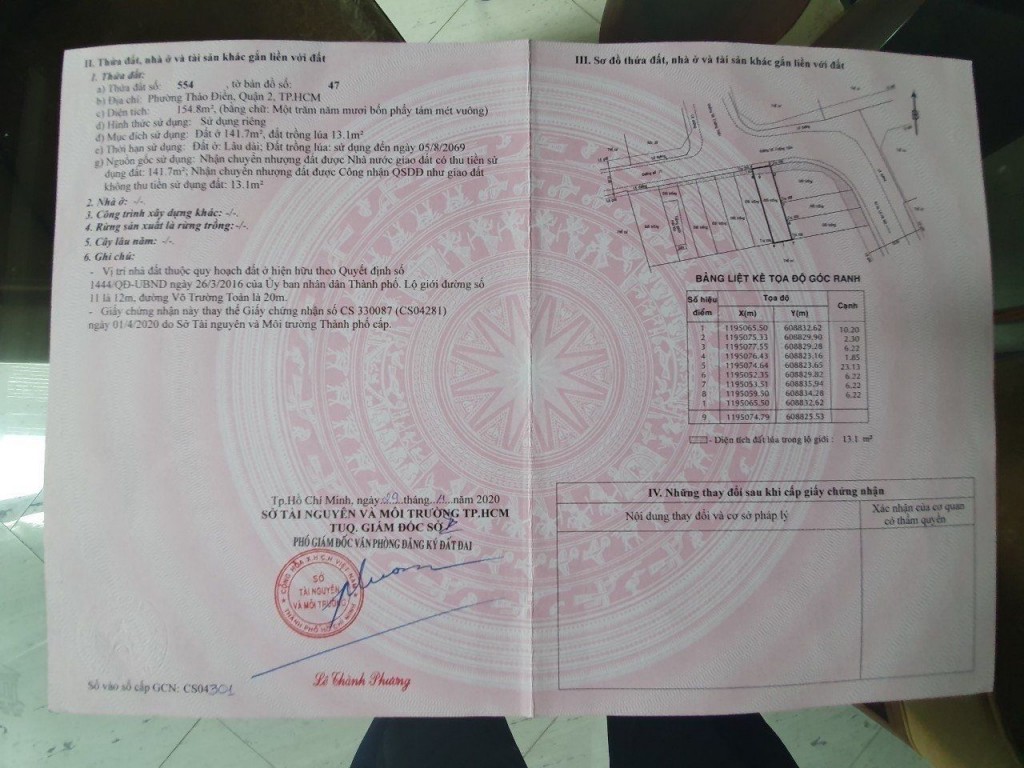 II. Thửa đất, nhà ở và tài sản khác gắn liền với đất
1. Thửa đất:
a) Thửa đất số: 554 , tờ bản đồ số: 47
b) Địa chỉ: Phường Thảo Điền, Quận 2, TP.HCM
c) Diện tích: 154.8m², (bằng chữ: Một trăm năm mươi bốn phẩy tám mét vuông)
d) Hình thức sử dụng: Sử dụng riêng
đ) Mục đích sử dụng: Đất ở 141.7m², đất trồng lúa 13.1m²
e) Thời hạn sử dụng: Đất ở: Lâu dài; Đất trồng lúa: sử dụng đến ngày 05/8/2069
g) Nguồn gốc sử dụng: Nhận chuyển nhượng đất được Nhà nước giao đất có thu tiền sử
dụng đất: 141.7m²; Nhận chuyển nhượng đất được Công nhận QSDĐ như giao đất
không thu tiền sử dụng đất: 13.1m²
2. Nhà ở: -/-.
3. Công trình xây dựng khác: -/-.
4. Rừng sản xuất là rừng trồng: -/-.
5. Cây lâu năm: -/-.
6. Ghi chú:
- Vị trí nhà đất thuộc quy hoạch đất ở hiện hữu theo Quyết định số
1444/QĐ-UBND ngày 26/3/2016 của Ủy ban nhân dân Thành phố. Lộ giới đường số
11 là 12m, đường Võ Trường Toản là 20m.
- Giấy chứng nhận này thay thế Giấy chứng nhận số CS 330087 (CS04281)
ngày 01/4/2020 do Sở Tài nguyên và Môi trường Thành phố cấp.
Tp.Hồ Chí Minh, ngày 29 tháng 11 năm 2020
SỞ TÀI NGUYÊN VÀ MÔI TRƯỜNG TP.HCM
TUQ. GIÁM ĐỐC SỞ
PHÓ GIÁM ĐỐC VĂN PHÒNG ĐĂNG KÝ ĐẤT ĐAI
CỘNG HÒA X.H.C.N VIỆT NAM
SỞ
TÀI NGUYÊN
VÀ MÔI TRƯỜNG
THÀNH PHỐ HỒ CHÍ MINH
Lê Thành Phương
Số vào sổ cấp GCN: CS04301
III. Sơ đồ thửa đất, nhà ở và tài sản khác gắn liền với đất
BẢNG LIỆT KÊ TỌA ĐỘ GÓC RANH
Số hiệu điểm Tọa độ Cạnh
X(m) Y(m)
1 1195065.50 608832.62
10.20
2 1195075.33 608829.90
2.30
3 1195077.55 608829.28
6.22
4 1195076.43 608823.16
1.85
5 1195074.64 608823.65
23.13
6 1195052.35 608829.82
6.22
7 1195053.51 608835.94
6.22
8 1195059.50 608834.28
6.22
1 1195065.50 608832.62
9 1195074.79 608825.53
- Diện tích đất lúa trong lộ giới : 13.1 m²
IV. Những thay đổi sau khi cấp giấy chứng nhận
Nội dung thay đổi và cơ sở pháp lý
Xác nhận của cơ quan
có thẩm quyền